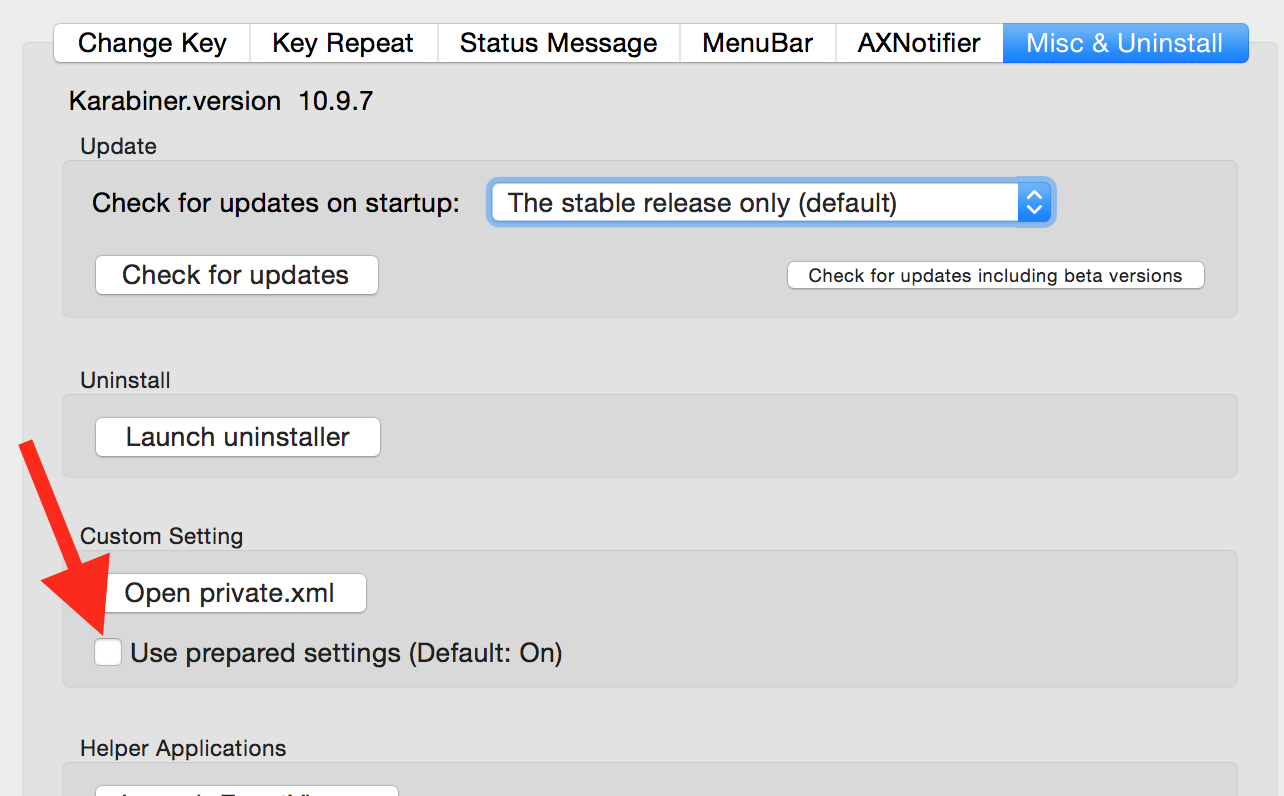 Change Key Key Repeat Status Message MenuBar AXNotifier Misc & Uninstall
Karabiner.version 10.9.7
Update
Check for updates on startup: The stable release only (default)
Check for updates Check for updates including beta versions
Uninstall
Launch uninstaller
Custom Setting
Open private.xml
Use prepared settings (Default: On)
Helper Applications